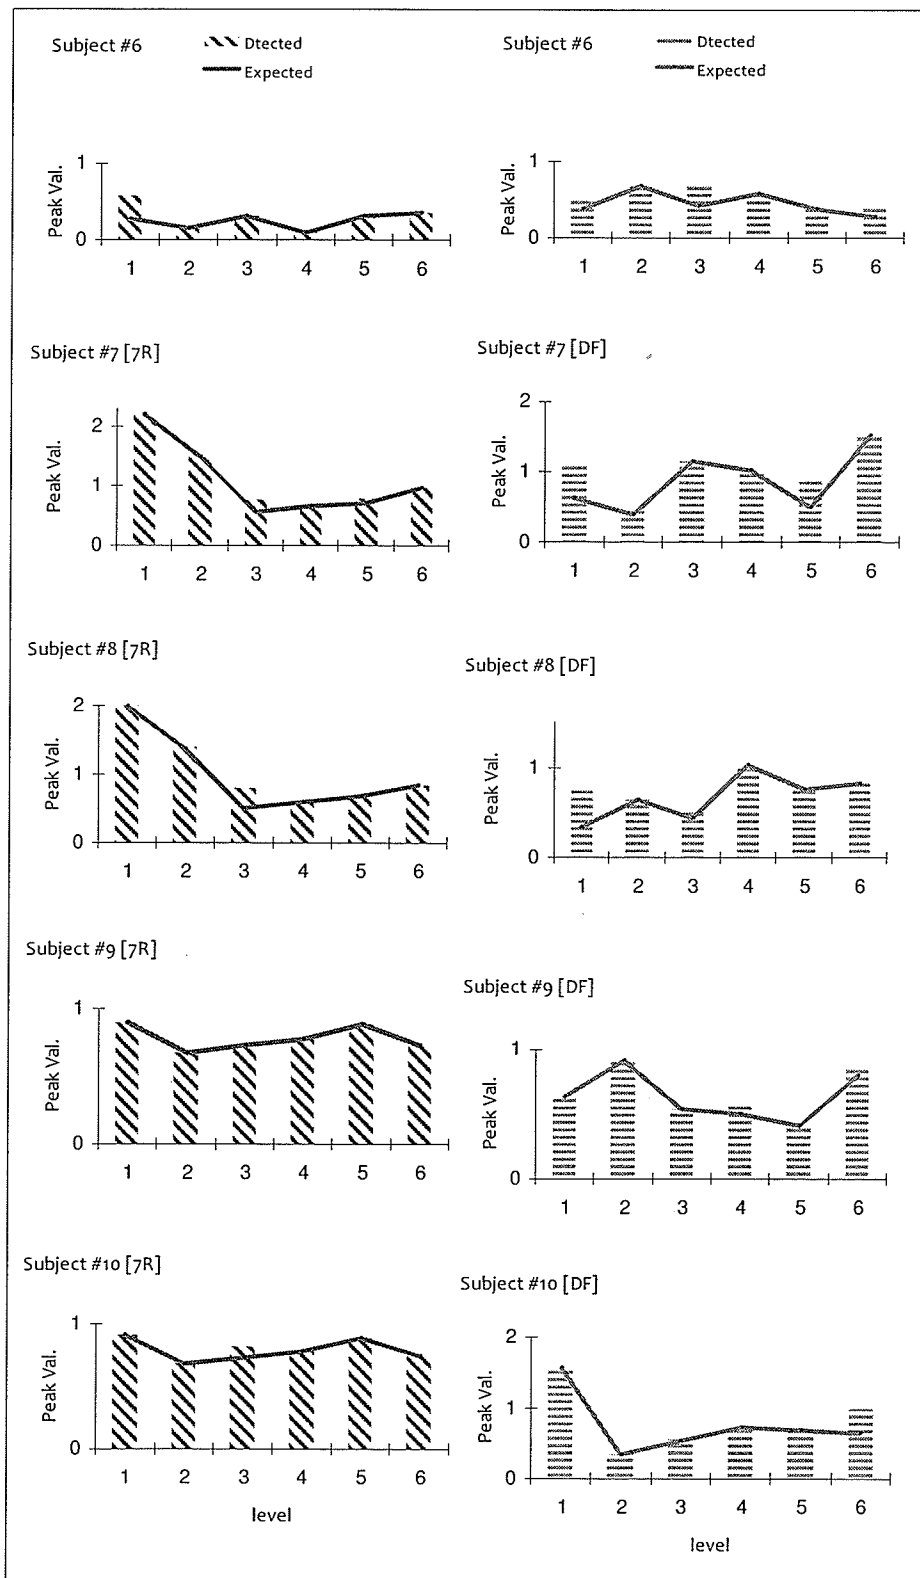 Subject #6
Dtected
Expected
Peak Val.
1
0
1 2 3 4 5 6
Subject #6
Dtected
Expected
Peak Val.
1
0
1 2 3 4 5 6
Subject #7 [7R]
Peak Val.
2
1
0
1 2 3 4 5 6
Subject #7 [DF]
Peak Val.
2
1
0
1 2 3 4 5 6
Subject #8 [7R]
Peak Val.
2
1
0
1 2 3 4 5 6
Subject #8 [DF]
Peak Val.
1
0
1 2 3 4 5 6
Subject #9 [7R]
Peak Val.
1
0
1 2 3 4 5 6
Subject #9 [DF]
Peak Val.
1
0
1 2 3 4 5 6
Subject #10 [7R]
Peak Val.
1
0
1 2 3 4 5 6
level
Subject #10 [DF]
Peak Val.
2
1
0
1 2 3 4 5 6
level